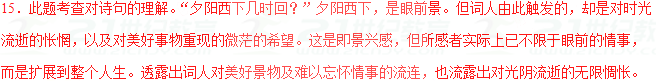 15．此题考查对诗句的理解。“夕阳西下几时回？”夕阳西下，是眼前景。但词人由此触发的，却是对时光
流逝的怅惘，以及对美好事物重现的微茫的希望。这是即景兴感，但所感者实际上已不限于眼前的情事，
而是扩展到整个人生。透露出词人对美好景物及难以忘怀情事的流连，也流露出对光阴流逝的无限惆怅。